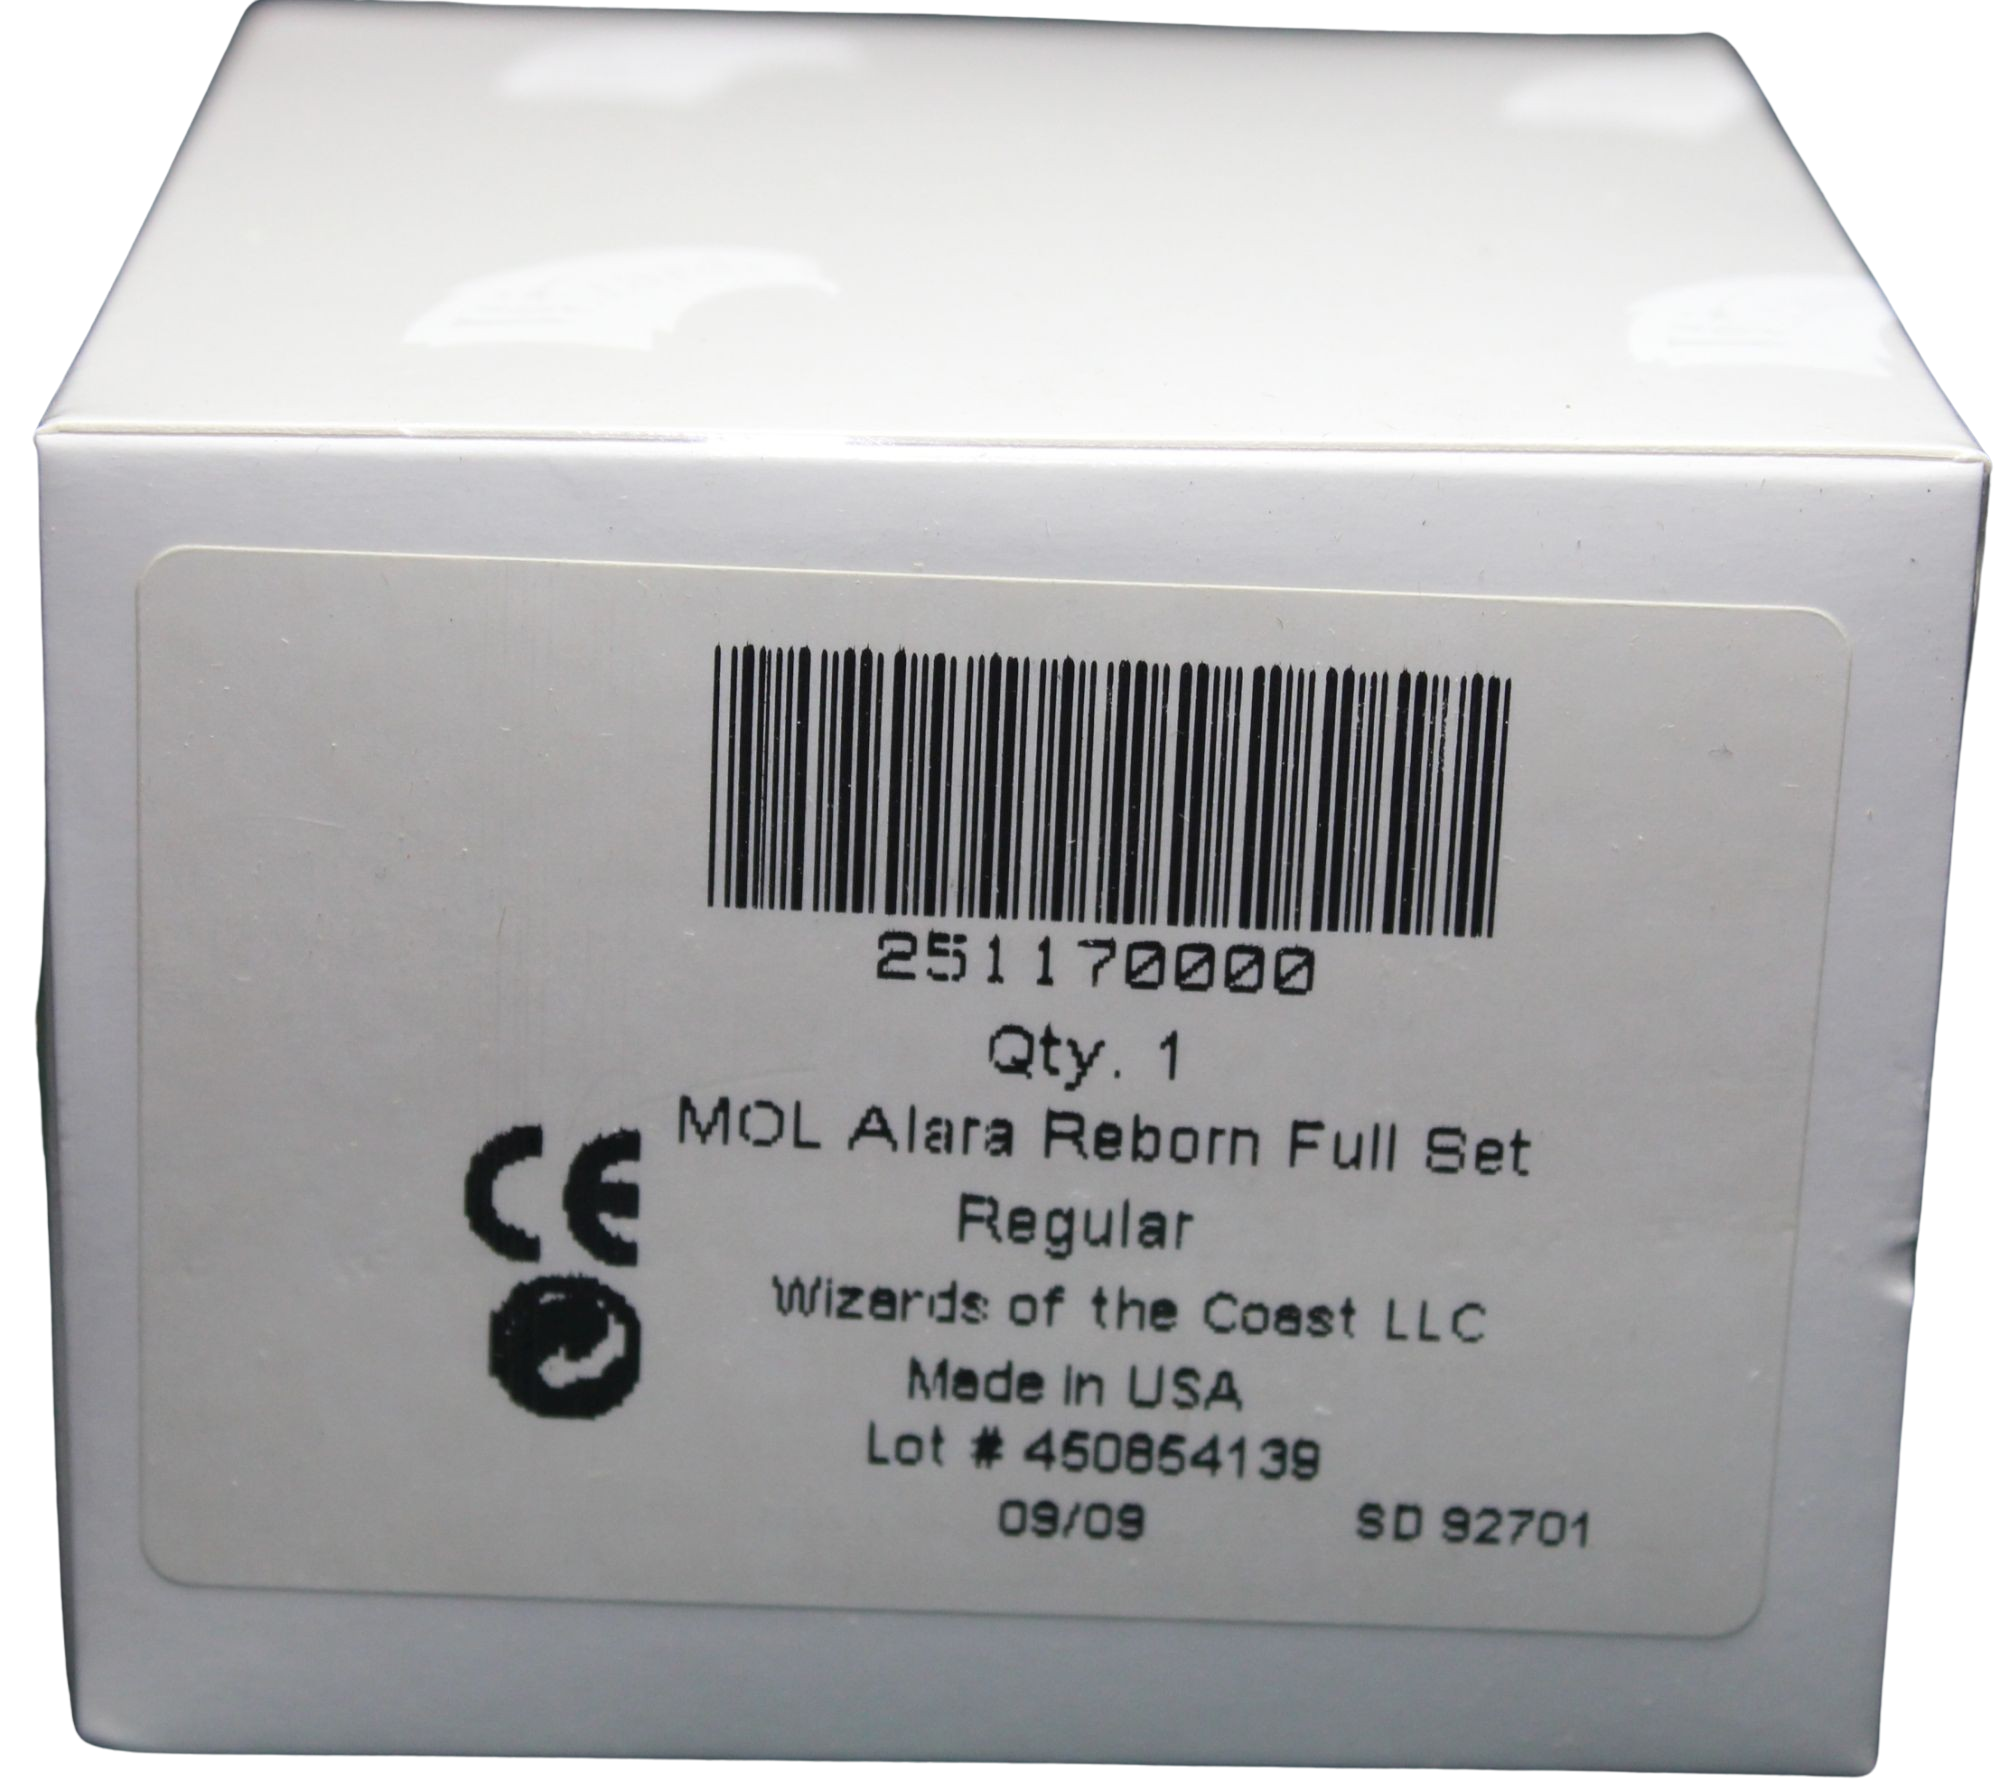 251170000
Qty. 1
MOL Alara Reborn Full Set
Regular
CE
Wizards of the Coast LLC
Made in USA
Lot # 450854139
09/09 SD 92701